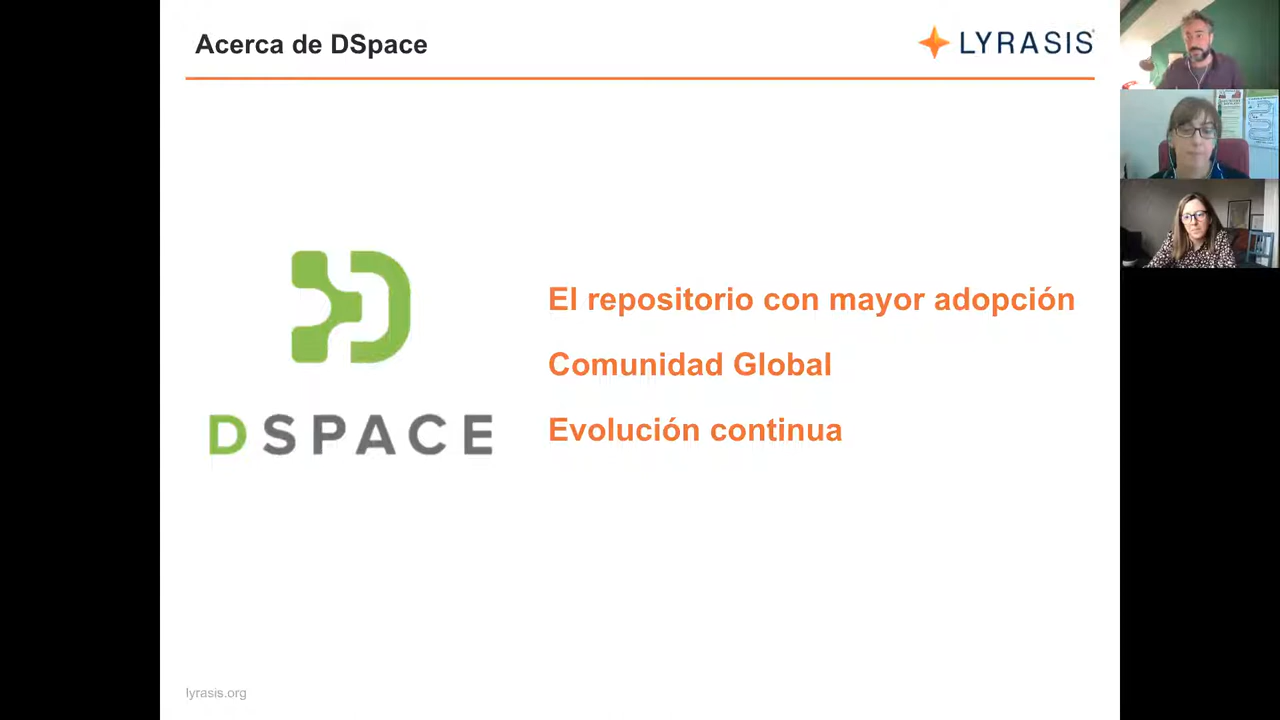 Acerca de DSpace
LYRASIS
El repositorio con mayor adopción
Comunidad Global
Evolución continua
DSPACE
lyrasis.org